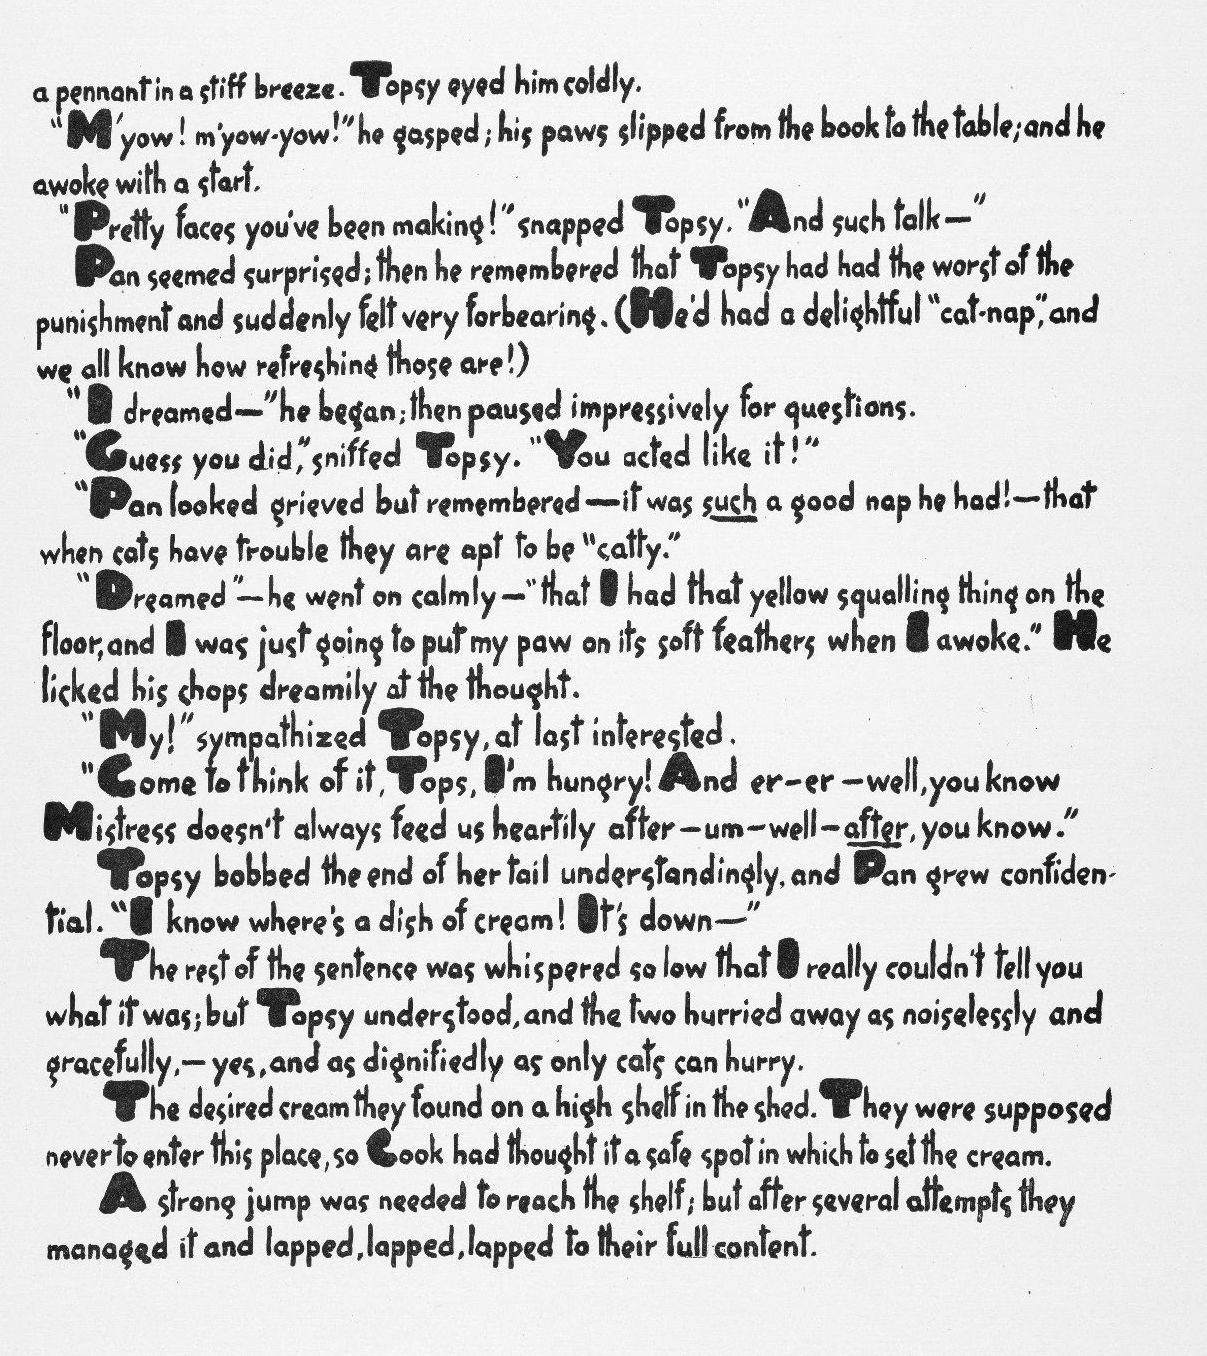 a pennant in a stiff breeze. Topsy eyed him coldly.
"M'yow! m'yow-yow!" he gasped; his paws slipped from the book to the table; and he
awoke with a start.
"Pretty faces you've been making!" snapped Topsy. "And such talk—"
Pan seemed surprised; then he remembered that Topsy had had the worst of the
punishment and suddenly felt very forbearing. (He'd had a delightful "cat-nap", and
we all know how refreshing those are!)
"I dreamed—" he began; then paused impressively for questions.
"Guess you did," sniffed Topsy. "You acted like it!"
"Pan looked grieved but remembered—it was such a good nap he had!—that
when cats have trouble they are apt to be "catty."
"Dreamed"—he went on calmly—"that I had that yellow squalling thing on the
floor, and I was just going to put my paw on its soft feathers when I awoke." He
licked his chops dreamily at the thought.
"My!" sympathized Topsy, at last interested.
"Come to think of it, Tops, I'm hungry! And er-er—well, you know
Mistress doesn't always feed us heartily after—um—well—after, you know."
Topsy bobbed the end of her tail understandingly, and Pan grew confiden-
tial. "I know where's a dish of cream! It's down—"
The rest of the sentence was whispered so low that I really couldn't tell you
what it was; but Topsy understood, and the two hurried away as noiselessly and
gracefully,—yes, and as dignifiedly as only cats can hurry.
The desired cream they found on a high shelf in the shed. They were supposed
never to enter this place, so Cook had thought it a safe spot in which to set the cream.
A strong jump was needed to reach the shelf; but after several attempts they
managed it and lapped, lapped, lapped to their full content.